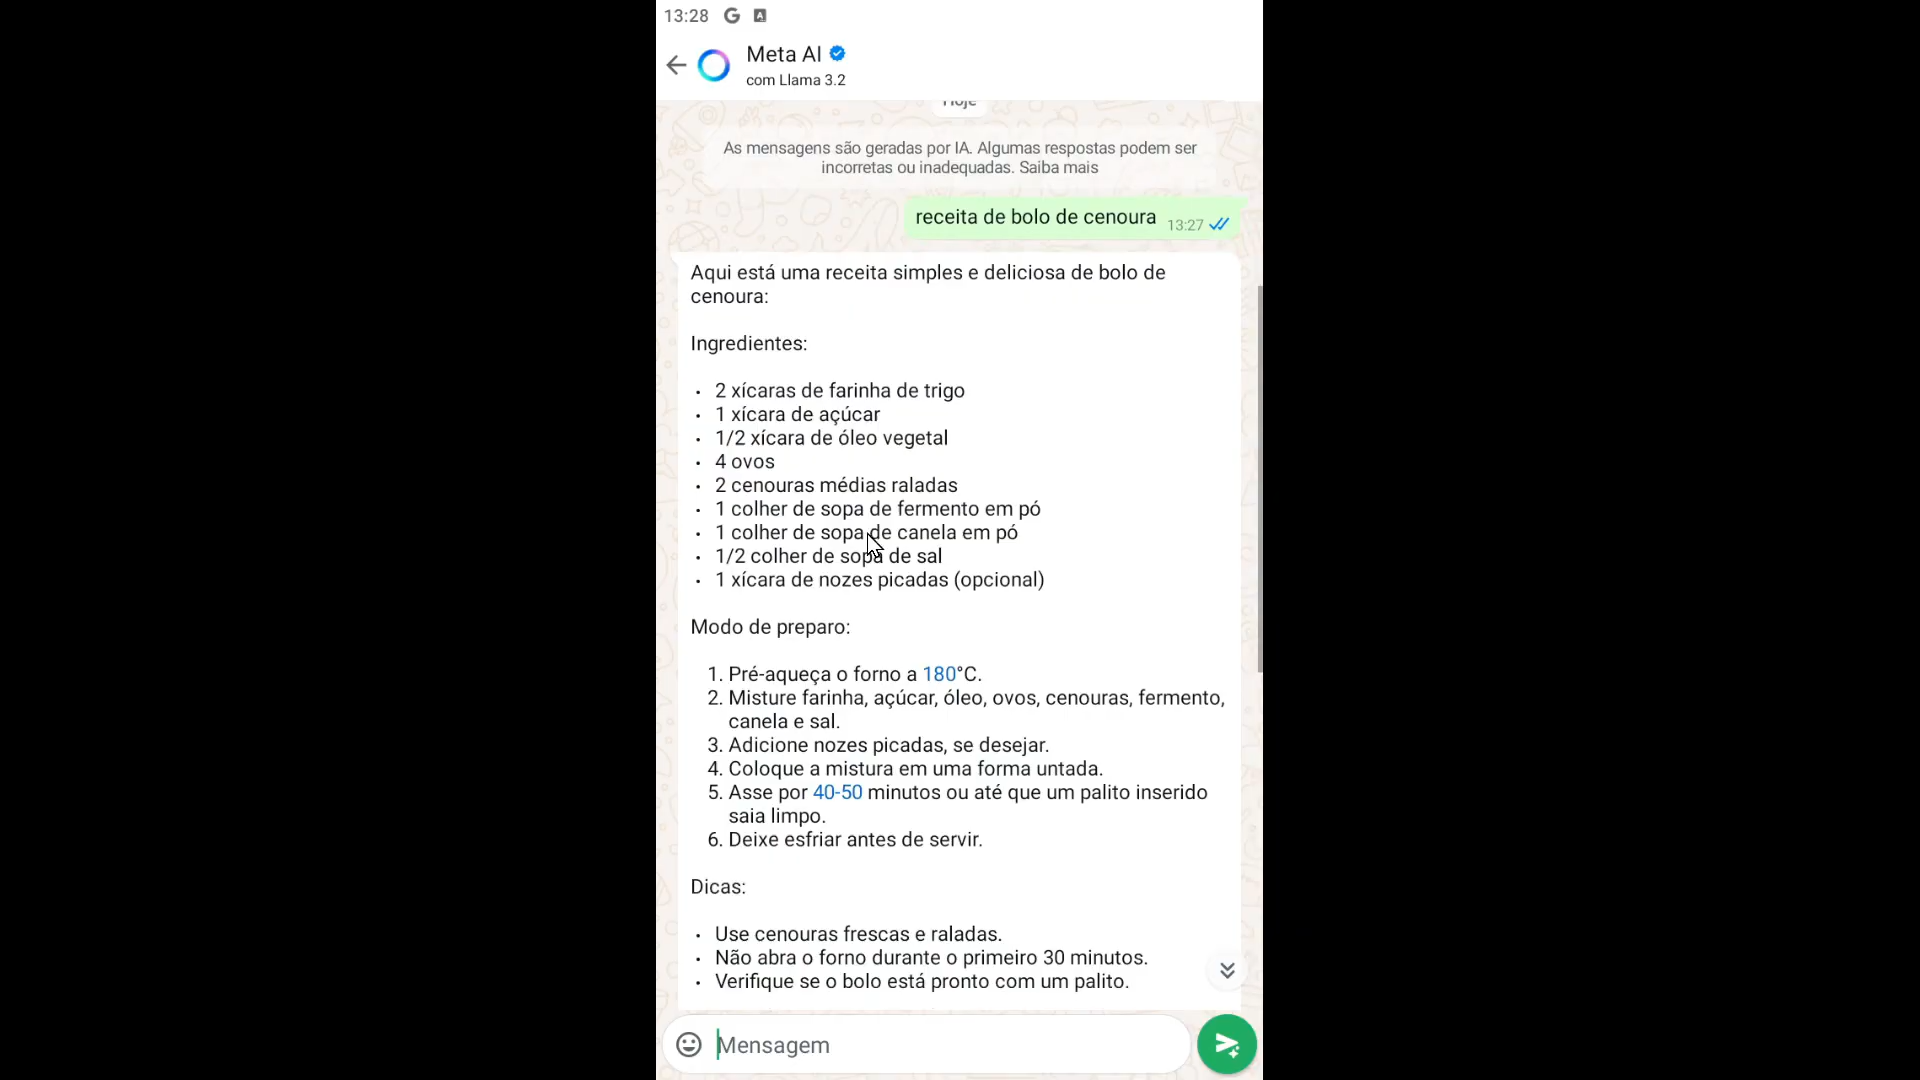 13:28
Meta AI
com Llama 3.2
Hoje
As mensagens são geradas por IA. Algumas respostas podem ser
incorretas ou inadequadas. Saiba mais
receita de bolo de cenoura 13:27
Aqui está uma receita simples e deliciosa de bolo de
cenoura:
Ingredientes:
• 2 xícaras de farinha de trigo
• 1 xícara de açúcar
• 1/2 xícara de óleo vegetal
• 4 ovos
• 2 cenouras médias raladas
• 1 colher de sopa de fermento em pó
• 1 colher de sopa de canela em pó
• 1/2 colher de sopa de sal
• 1 xícara de nozes picadas (opcional)
Modo de preparo:
1. Pré-aqueça o forno a 180°C.
2. Misture farinha, açúcar, óleo, ovos, cenouras, fermento,
canela e sal.
3. Adicione nozes picadas, se desejar.
4. Coloque a mistura em uma forma untada.
5. Asse por 40-50 minutos ou até que um palito inserido
saia limpo.
6. Deixe esfriar antes de servir.
Dicas:
• Use cenouras frescas e raladas.
• Não abra o forno durante o primeiro 30 minutos.
• Verifique se o bolo está pronto com um palito.
Mensagem